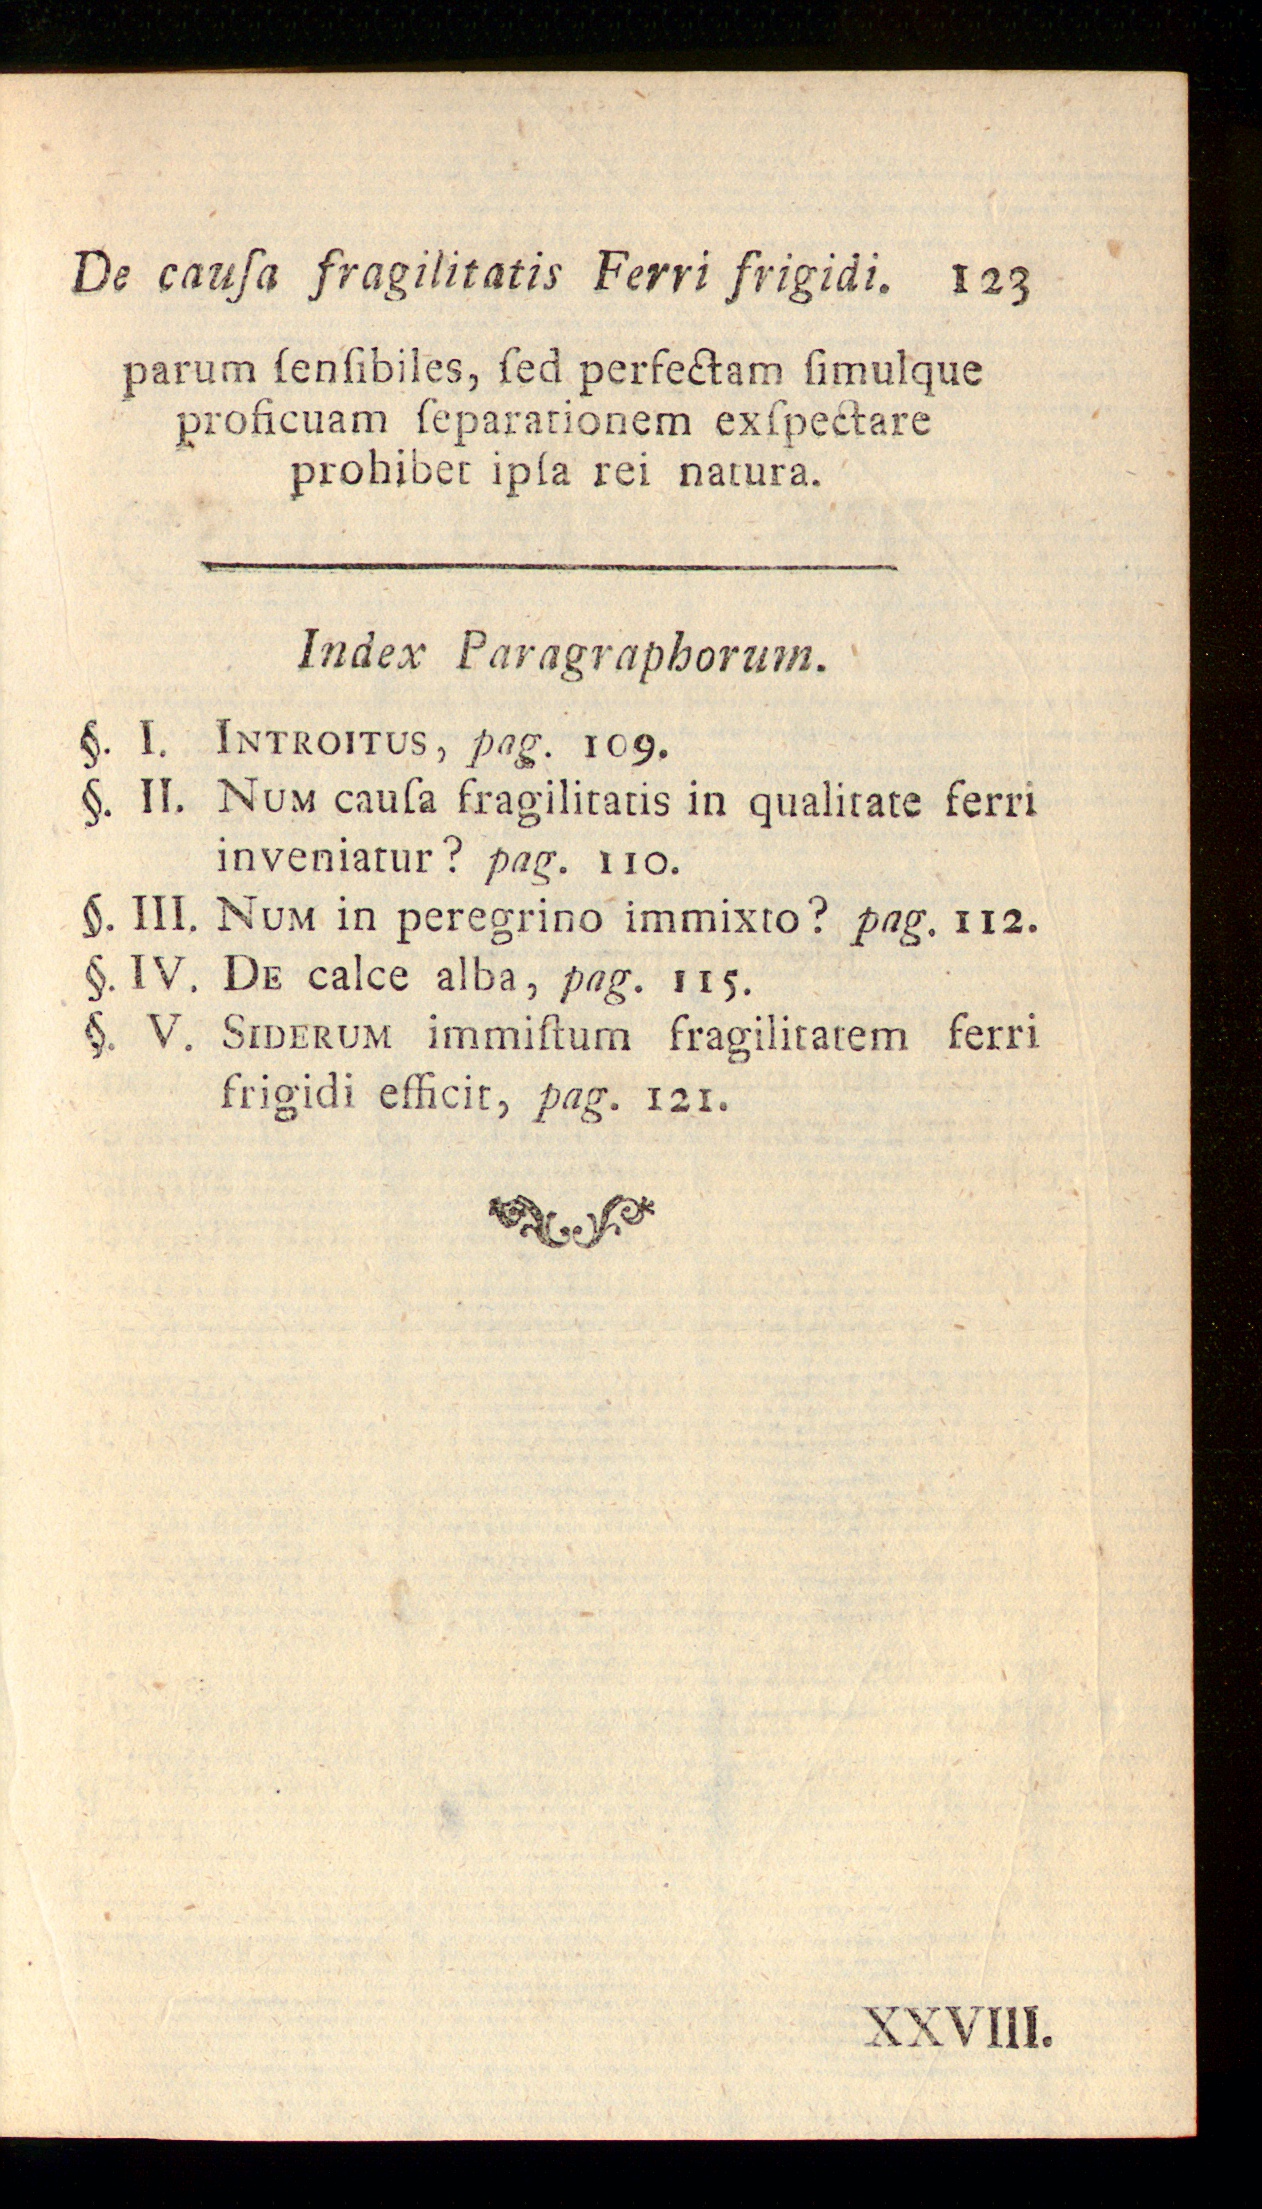 De cauſa fragilitatis Ferri frigidi. 123
parum ſenſibiles, ſed perfectam ſimulque
proficuam ſeparationem exſpectare
prohibet ipſa rei natura.
Index Paragraphorum.
§. I. INTROITUS, pag. 109.
§. II. NUM cauſa fragilitatis in qualitate ferri
inveniatur? pag. 110.
§. III. NUM in peregrino immixto? pag. 112.
§. IV. DE calce alba, pag. 115.
§. V. SIDERUM immiſtum fragilitatem ferri
frigidi efficit, pag. 121.
XXVIII.